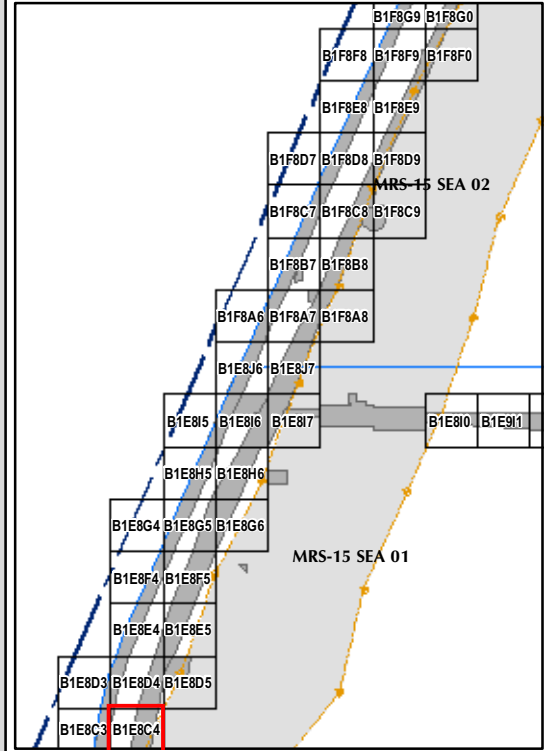 B1F8G9 B1F8G0
B1F8F8 B1F8F9 B1F8F0
B1F8E8 B1F8E9
B1F8D7 B1F8D8 B1F8D9
MRS-15 SEA 02
B1F8C7 B1F8C8 B1F8C9
B1F8B7 B1F8B8
B1F8A6 B1F8A7 B1F8A8
B1E8J6 B1E8J7
B1E8I5 B1E8I6 B1E8I7 B1E8I0 B1E9I1
B1E8H5 B1E8H6
B1E8G4 B1E8G5 B1E8G6
MRS-15 SEA 01
B1E8F4 B1E8F5
B1E8E4 B1E8E5
B1E8D3 B1E8D4 B1E8D5
B1E8C3 B1E8C4